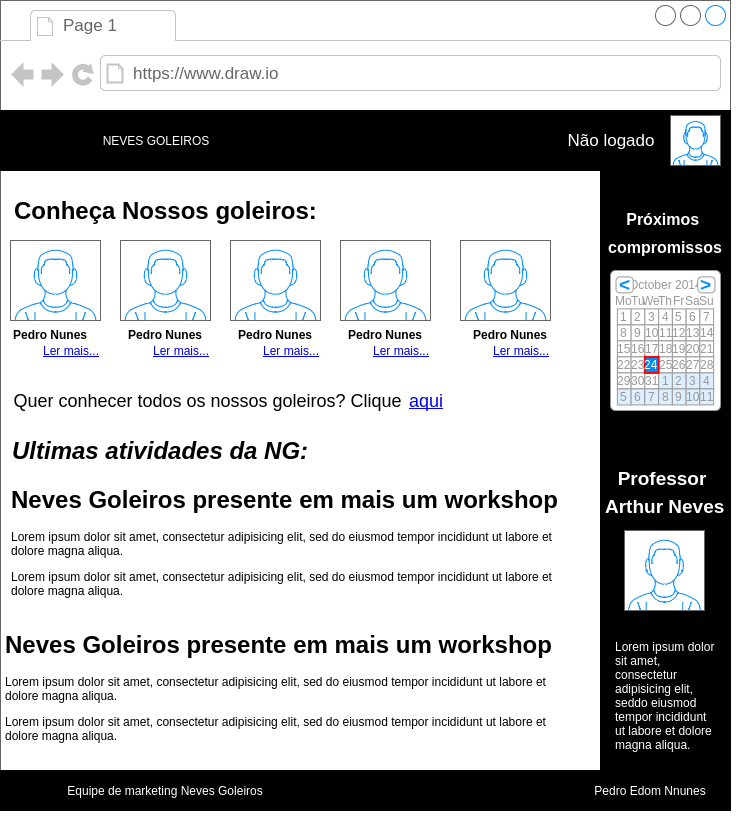 Page 1
https://www.draw.io
NEVES GOLEIROS
Não logado
Conheça Nossos goleiros:
Pedro Nunes Pedro Nunes Pedro Nunes Pedro Nunes Pedro Nunes
Ler mais... Ler mais... Ler mais... Ler mais... Ler mais...
Quer conhecer todos os nossos goleiros? Clique aqui
Ultimas atividades da NG:
Neves Goleiros presente em mais um workshop
Lorem ipsum dolor sit amet, consectetur adipisicing elit, sed do eiusmod tempor incididunt ut labore et
dolore magna aliqua.
Lorem ipsum dolor sit amet, consectetur adipisicing elit, sed do eiusmod tempor incididunt ut labore et
dolore magna aliqua.
Neves Goleiros presente em mais um workshop
Lorem ipsum dolor sit amet, consectetur adipisicing elit, sed do eiusmod tempor incididunt ut labore et
dolore magna aliqua.
Lorem ipsum dolor sit amet, consectetur adipisicing elit, sed do eiusmod tempor incididunt ut labore et
dolore magna aliqua.
Próximos
compromissos
< October 2014 >
Mo Tu We Th Fr Sa Su
1 2 3 4 5 6 7
8 9 10 11 12 13 14
15 16 17 18 19 20 21
22 23 24 25 26 27 28
29 30 31 1 2 3 4
5 6 7 8 9 10 11
Professor
Arthur Neves
Lorem ipsum dolor
sit amet,
consectetur
adipisicing elit,
seddo eiusmod
tempor incididunt
ut labore et dolore
magna aliqua.
Equipe de marketing Neves Goleiros
Pedro Edom Nnunes